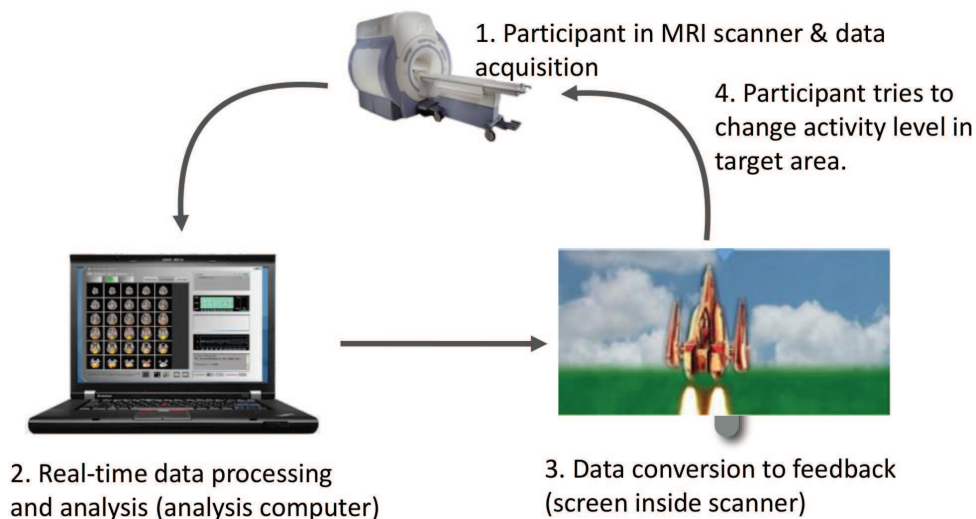 1. Participant in MRI scanner & data
acquisition
4. Participant tries to
change activity level in
target area.
2. Real-time data processing
and analysis (analysis computer)
3. Data conversion to feedback
(screen inside scanner)